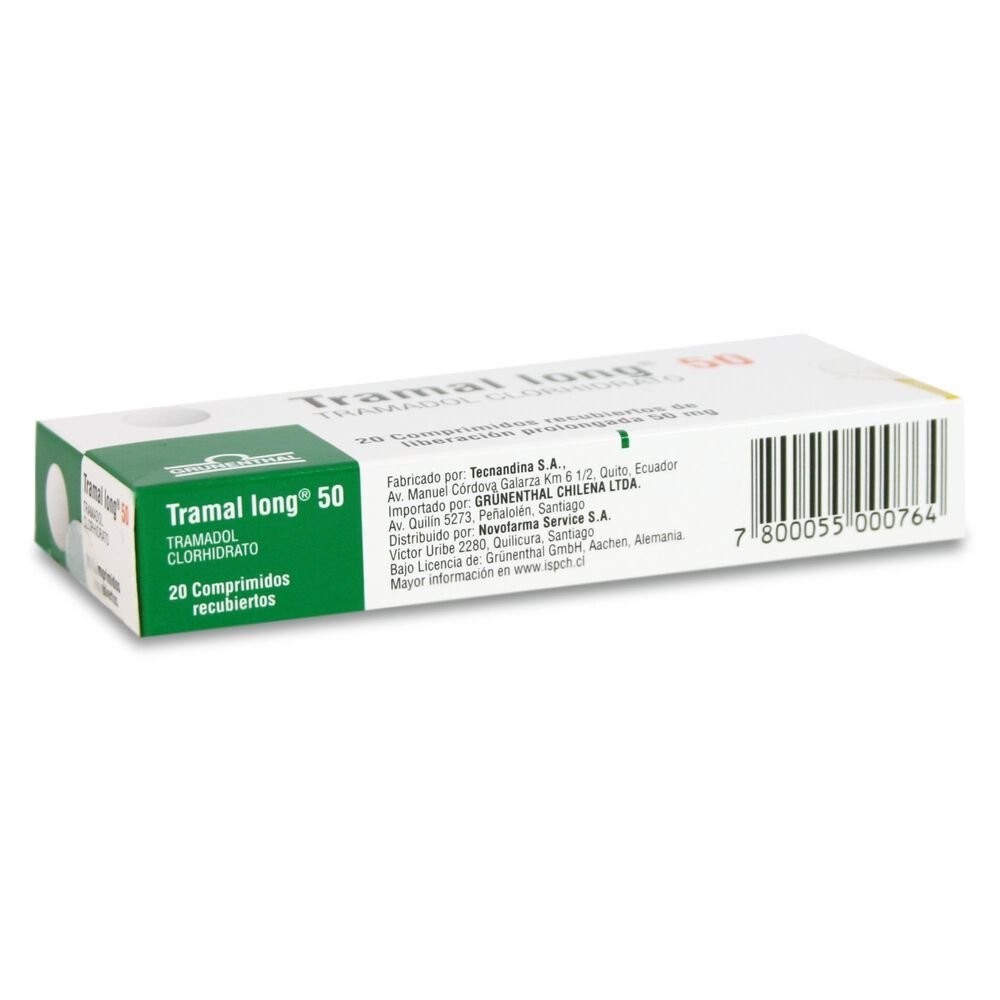 Tramal long® 50
TRAMADOL CLORHIDRATO
20 Comprimidos recubiertos de
liberación prolongada 50 mg
GRÜNENTHAL
Tramal long® 50
TRAMADOL
CLORHIDRATO
20 Comprimidos
recubiertos
Fabricado por: Tecnandina S.A.,
Av. Manuel Córdova Galarza Km 6 1/2, Quito, Ecuador
Importado por: GRÜNENTHAL CHILENA LTDA.
Av. Quilín 5273, Peñalolén, Santiago
Distribuido por: Novofarma Service S.A.
Víctor Uribe 2280, Quilicura, Santiago
Bajo Licencia de: Grünenthal GmbH, Aachen, Alemania.
Mayor información en www.ispch.cl
7 800055 000764
Tramal long® 50
TRAMADOL
CLORHIDRATO